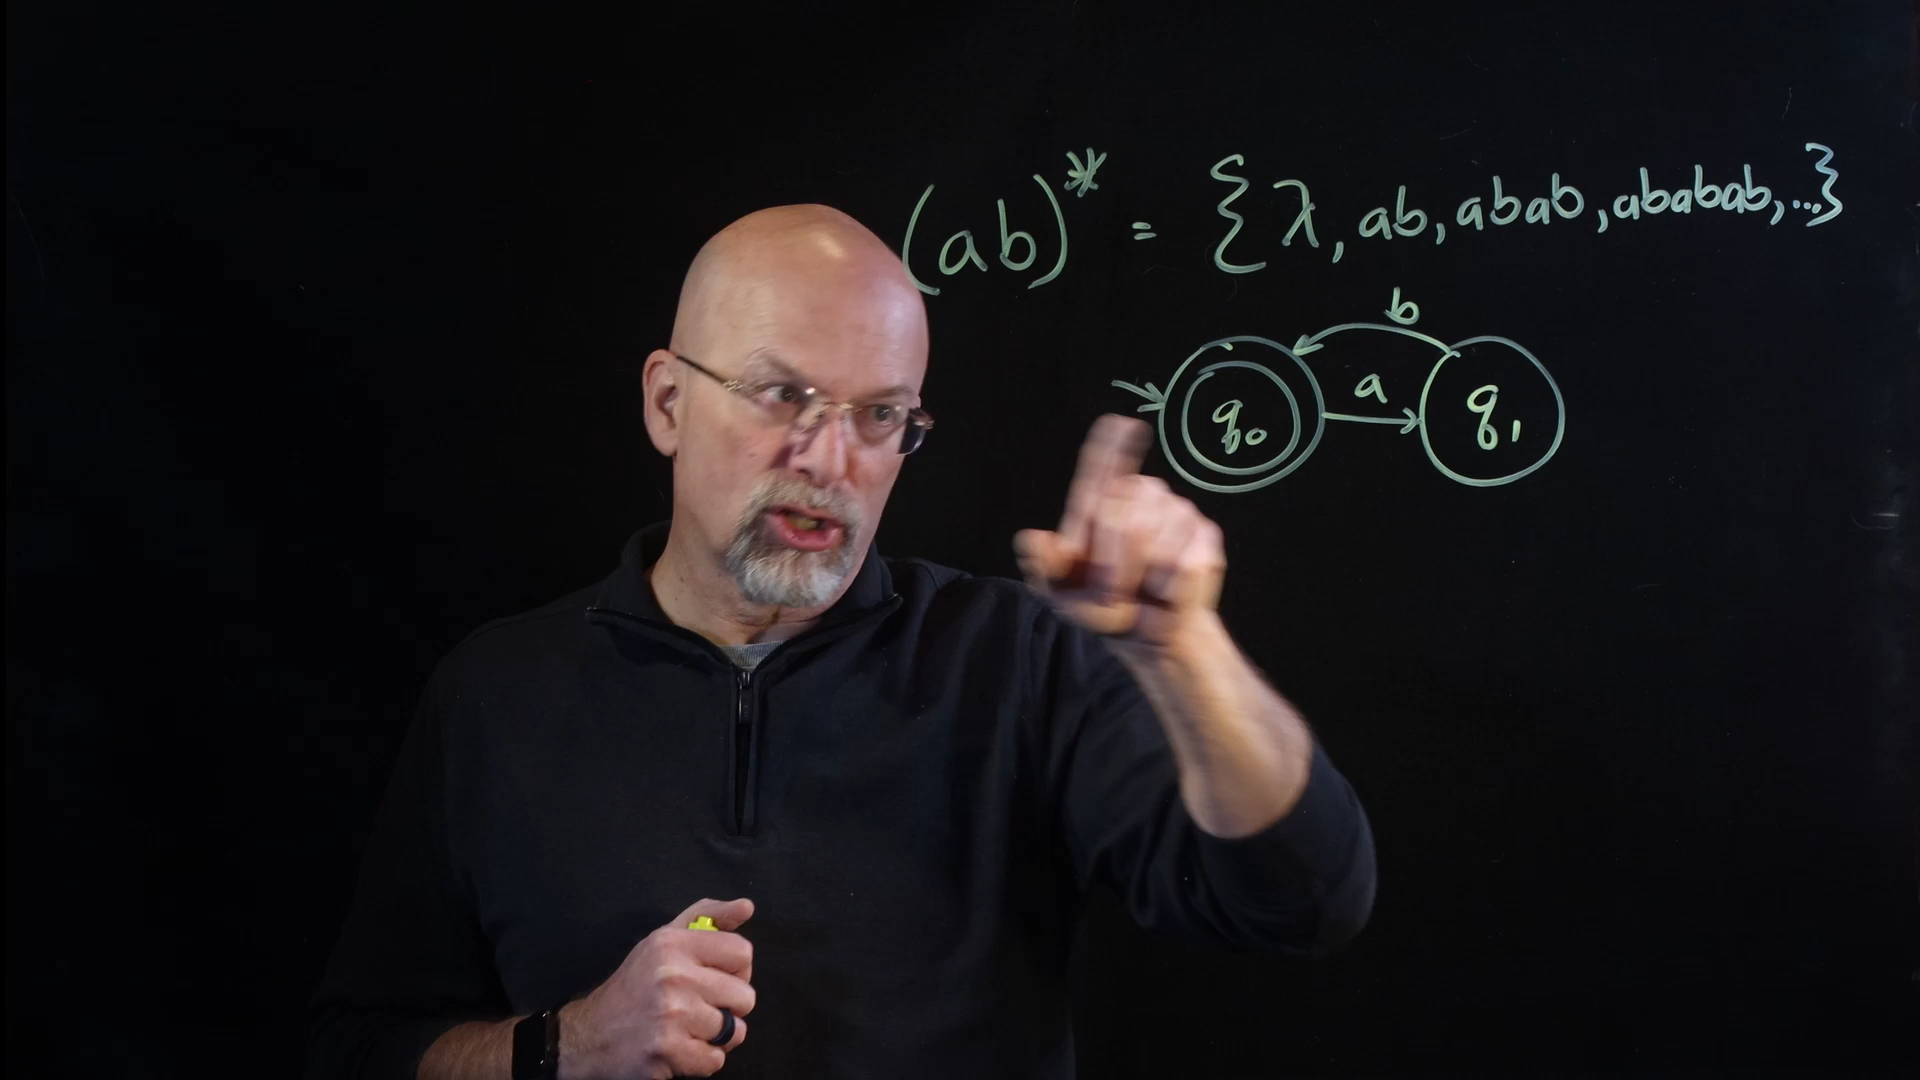 (ab)* = {λ, ab, abab, ababab, ...}
b
a
q₀ q₁